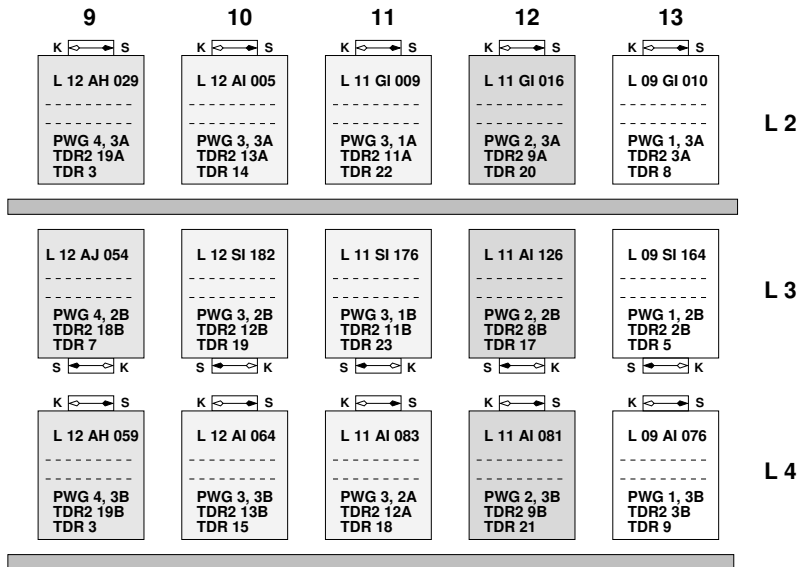 9 10 11 12 13
K S K S K S K S K S
L 12 AH 029 L 12 AI 005 L 11 GI 009 L 11 GI 016 L 09 GI 010
L 2
PWG 4, 3A PWG 3, 3A PWG 3, 1A PWG 2, 3A PWG 1, 3A
TDR2 19A TDR2 13A TDR2 11A TDR2 9A TDR2 3A
TDR 3 TDR 14 TDR 22 TDR 20 TDR 8
L 12 AJ 054 L 12 SI 182 L 11 SI 176 L 11 AI 126 L 09 SI 164
L 3
PWG 4, 2B PWG 3, 2B PWG 3, 1B PWG 2, 2B PWG 1, 2B
TDR2 18B TDR2 12B TDR2 11B TDR2 8B TDR2 2B
TDR 7 TDR 19 TDR 23 TDR 17 TDR 5
S K S K S K S K S K
K S K S K S K S K S
L 12 AH 059 L 12 AI 064 L 11 AI 083 L 11 AI 081 L 09 AI 076
L 4
PWG 4, 3B PWG 3, 3B PWG 3, 2A PWG 2, 3B PWG 1, 3B
TDR2 19B TDR2 13B TDR2 12A TDR2 9B TDR2 3B
TDR 3 TDR 15 TDR 18 TDR 21 TDR 9